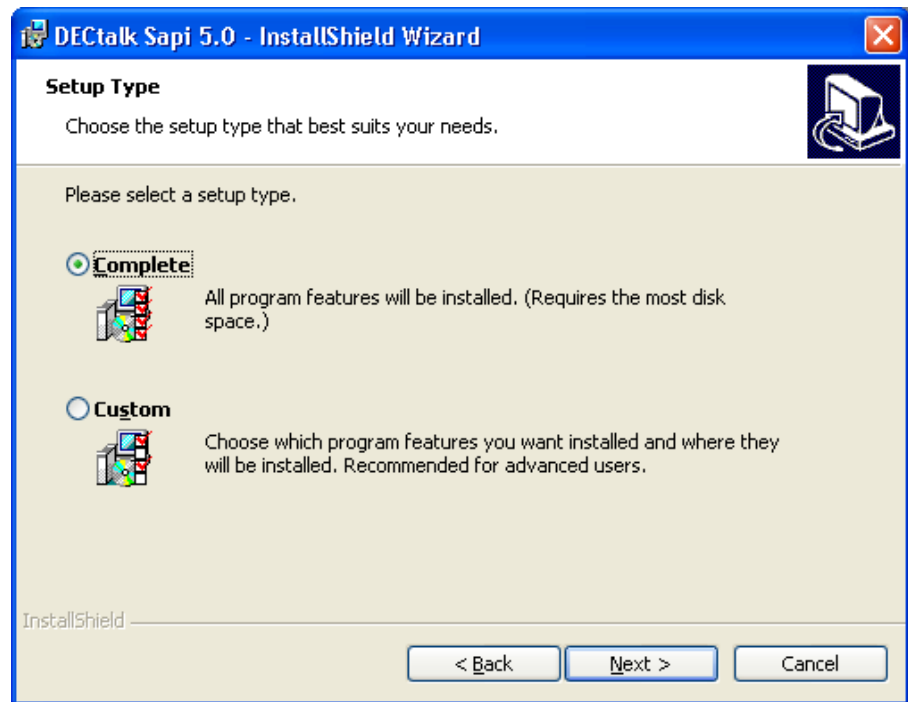 DECtalk Sapi 5.0 - InstallShield Wizard
Setup Type
Choose the setup type that best suits your needs.
Please select a setup type.
Complete
All program features will be installed. (Requires the most disk
space.)
Custom
Choose which program features you want installed and where they
will be installed. Recommended for advanced users.
InstallShield
< Back Next > Cancel